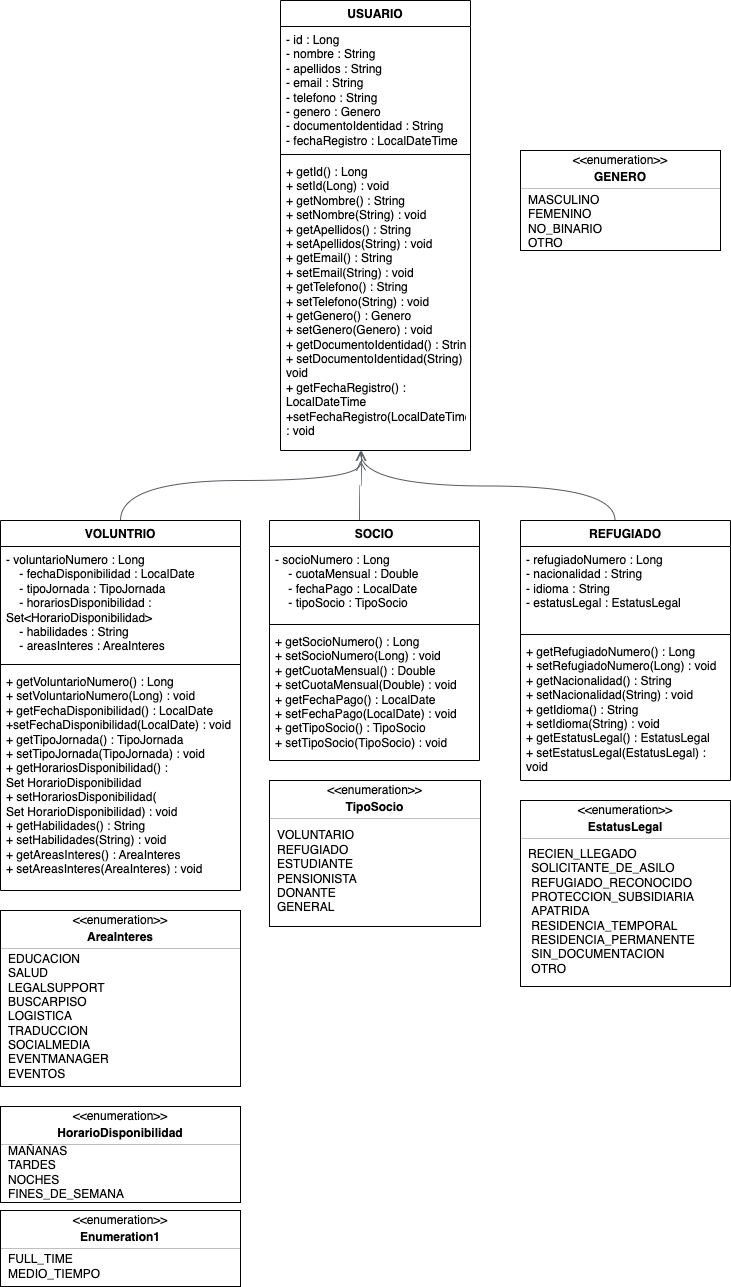 USUARIO
- id : Long
- nombre : String
- apellidos : String
- email : String
- telefono : String
- genero : Genero
- documentoIdentidad : String
- fechaRegistro : LocalDateTime
+ getId() : Long
+ setId(Long) : void
+ getNombre() : String
+ setNombre(String) : void
+ getApellidos() : String
+ setApellidos(String) : void
+ getEmail() : String
+ setEmail(String) : void
+ getTelefono() : String
+ setTelefono(String) : void
+ getGenero() : Genero
+ setGenero(Genero) : void
+ getDocumentoIdentidad() : Strin
+ setDocumentoIdentidad(String)
void
+ getFechaRegistro() :
LocalDateTime
+setFechaRegistro(LocalDateTime
: void
<<enumeration>>
GENERO
MASCULINO
FEMENINO
NO_BINARIO
OTRO
VOLUNTRIO
- voluntarioNumero : Long
- fechaDisponibilidad : LocalDate
- tipoJornada : TipoJornada
- horariosDisponibilidad :
Set<HorarioDisponibilidad>
- habilidades : String
- areasInteres : AreaInteres
+ getVoluntarioNumero() : Long
+ setVoluntarioNumero(Long) : void
+ getFechaDisponibilidad() : LocalDate
+setFechaDisponibilidad(LocalDate) : void
+ getTipoJornada() : TipoJornada
+ setTipoJornada(TipoJornada) : void
+ getHorariosDisponibilidad() :
Set HorarioDisponibilidad
+ setHorariosDisponibilidad(
Set HorarioDisponibilidad) : void
+ getHabilidades() : String
+ setHabilidades(String) : void
+ getAreasInteres() : AreaInteres
+ setAreasInteres(AreaInteres) : void
SOCIO
- socioNumero : Long
- cuotaMensual : Double
- fechaPago : LocalDate
- tipoSocio : TipoSocio
+ getSocioNumero() : Long
+ setSocioNumero(Long) : void
+ getCuotaMensual() : Double
+ setCuotaMensual(Double) : void
+ getFechaPago() : LocalDate
+ setFechaPago(LocalDate) : void
+ getTipoSocio() : TipoSocio
+ setTipoSocio(TipoSocio) : void
REFUGIADO
- refugiadoNumero : Long
- nacionalidad : String
- idioma : String
- estatusLegal : EstatusLegal
+ getRefugiadoNumero() : Long
+ setRefugiadoNumero(Long) : void
+ getNacionalidad() : String
+ setNacionalidad(String) : void
+ getIdioma() : String
+ setIdioma(String) : void
+ getEstatusLegal() : EstatusLegal
+ setEstatusLegal(EstatusLegal) :
void
<<enumeration>>
TipoSocio
VOLUNTARIO
REFUGIADO
ESTUDIANTE
PENSIONISTA
DONANTE
GENERAL
<<enumeration>>
EstatusLegal
RECIEN_LLEGADO
SOLICITANTE_DE_ASILO
REFUGIADO_RECONOCIDO
PROTECCION_SUBSIDIARIA
APATRIDA
RESIDENCIA_TEMPORAL
RESIDENCIA_PERMANENTE
SIN_DOCUMENTACION
OTRO
<<enumeration>>
AreaInteres
EDUCACION
SALUD
LEGALSUPPORT
BUSCARPISO
LOGISTICA
TRADUCCION
SOCIALMEDIA
EVENTMANAGER
EVENTOS
<<enumeration>>
HorarioDisponibilidad
MAÑANAS
TARDES
NOCHES
FINES_DE_SEMANA
<<enumeration>>
Enumeration1
FULL_TIME
MEDIO_TIEMPO